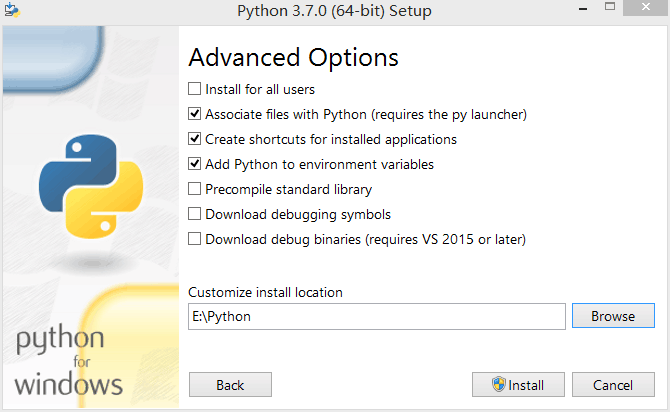 Python 3.7.0 (64-bit) Setup
Advanced Options
Install for all users
Associate files with Python (requires the py launcher)
Create shortcuts for installed applications
Add Python to environment variables
Precompile standard library
Download debugging symbols
Download debug binaries (requires VS 2015 or later)
Customize install location
E:\Python
Browse
python
for
windows
Back
Install
Cancel